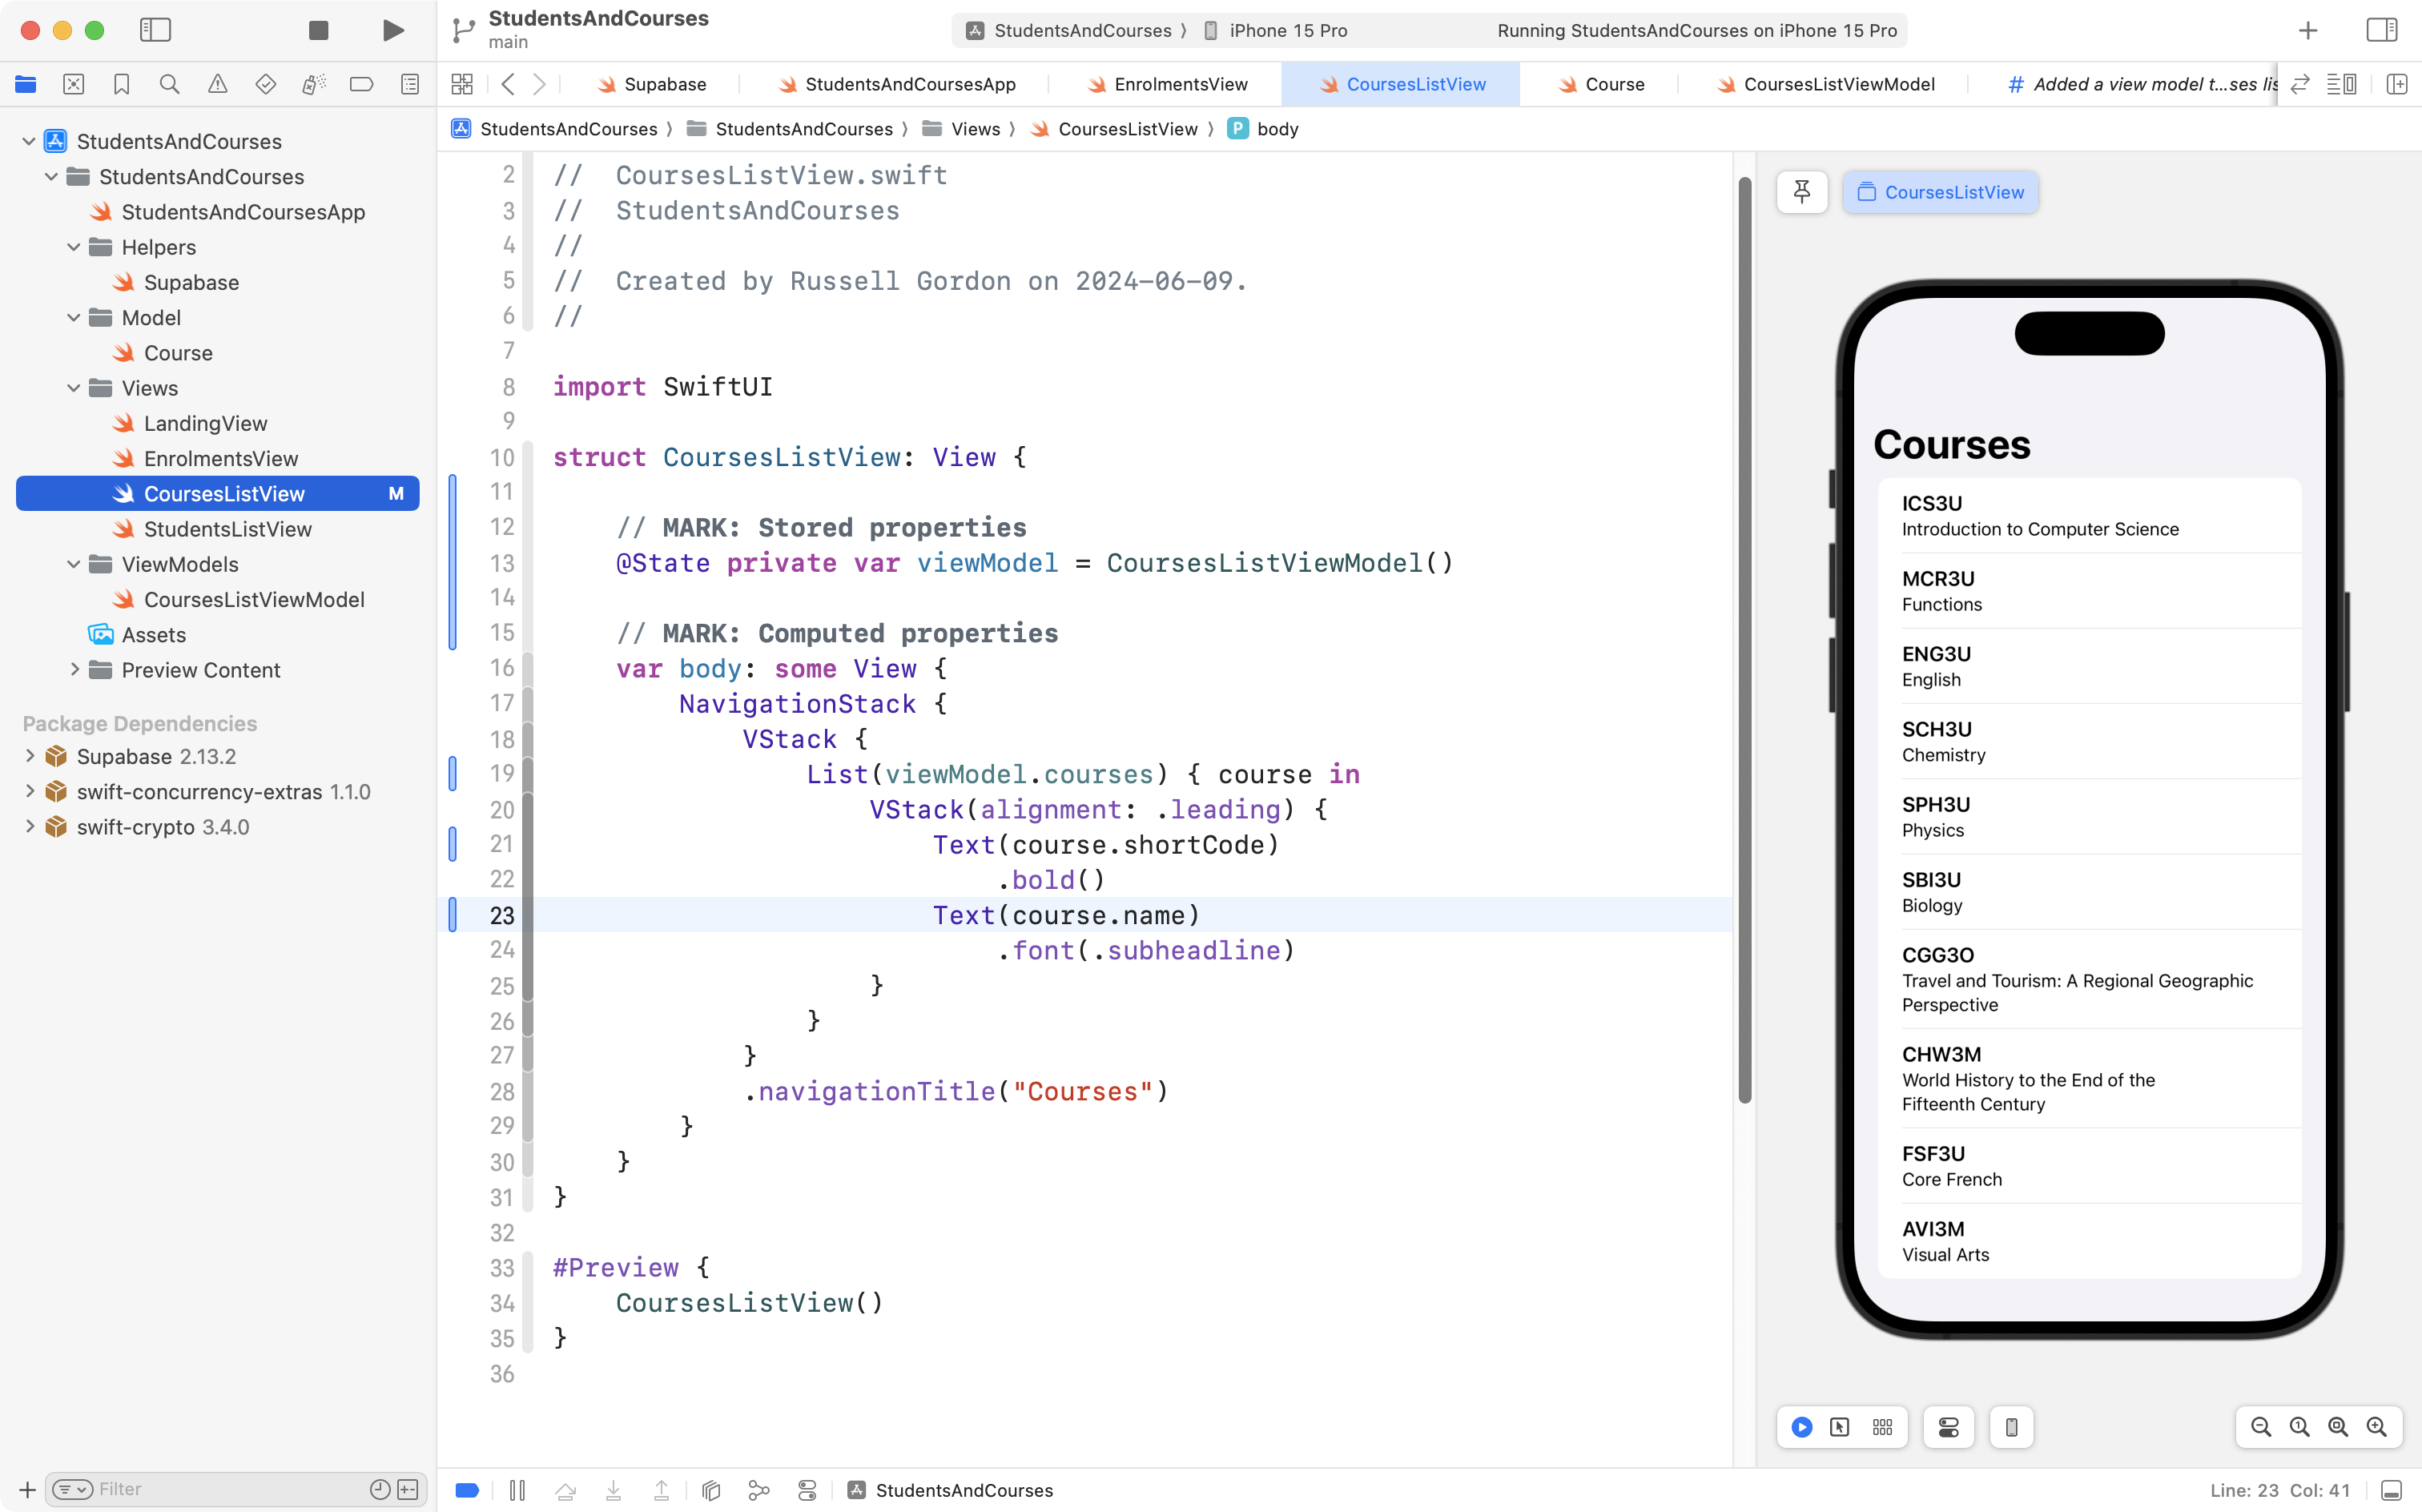 StudentsAndCourses
main
StudentsAndCourses 〉 iPhone 15 Pro
Running StudentsAndCourses on iPhone 15 Pro
Supabase
StudentsAndCoursesApp
EnrolmentsView
CoursesListView
Course
CoursesListViewModel
# Added a view model t...ses lis
StudentsAndCourses 〉 StudentsAndCourses 〉 Views 〉 CoursesListView 〉 P body
StudentsAndCourses
StudentsAndCourses
StudentsAndCoursesApp
Helpers
Supabase
Model
Course
Views
LandingView
EnrolmentsView
CoursesListView M
StudentsListView
ViewModels
CoursesListViewModel
Assets
Preview Content
Package Dependencies
Supabase 2.13.2
swift-concurrency-extras 1.1.0
swift-crypto 3.4.0
Filter
2 //  CoursesListView.swift
3 //  StudentsAndCourses
4 //
5 //  Created by Russell Gordon on 2024-06-09.
6 //
7
8 import SwiftUI
9
10 struct CoursesListView: View {
11
12     // MARK: Stored properties
13     @State private var viewModel = CoursesListViewModel()
14
15     // MARK: Computed properties
16     var body: some View {
17         NavigationStack {
18             VStack {
19                 List(viewModel.courses) { course in
20                     VStack(alignment: .leading) {
21                         Text(course.shortCode)
22                             .bold()
23                         Text(course.name)
24                             .font(.subheadline)
25                     }
26                 }
27             }
28             .navigationTitle("Courses")
29         }
30     }
31 }
32
33 #Preview {
34     CoursesListView()
35 }
36
CoursesListView
Courses
ICS3U
Introduction to Computer Science
MCR3U
Functions
ENG3U
English
SCH3U
Chemistry
SPH3U
Physics
SBI3U
Biology
CGG3O
Travel and Tourism: A Regional Geographic
Perspective
CHW3M
World History to the End of the
Fifteenth Century
FSF3U
Core French
AVI3M
Visual Arts
StudentsAndCourses
Line: 23 Col: 41